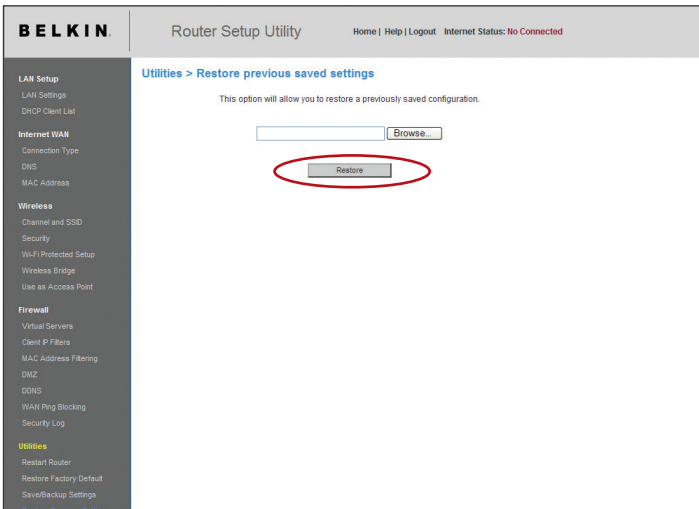 BELKIN.
Router Setup Utility
Home | Help | Logout Internet Status: No Connected
LAN Setup
LAN Settings
DHCP Client List
Internet WAN
Connection Type
DNS
MAC Address
Wireless
Channel and SSID
Security
Wi-Fi Protected Setup
Wireless Bridge
Use as Access Point
Firewall
Virtual Servers
Client IP Filters
MAC Address Filtering
DMZ
DDNS
WAN Ping Blocking
Security Log
Utilities
Restart Router
Restore Factory Default
Save/Backup Settings
Utilities > Restore previous saved settings
This option will allow you to restore a previously saved configuration.
Browse...
Restore